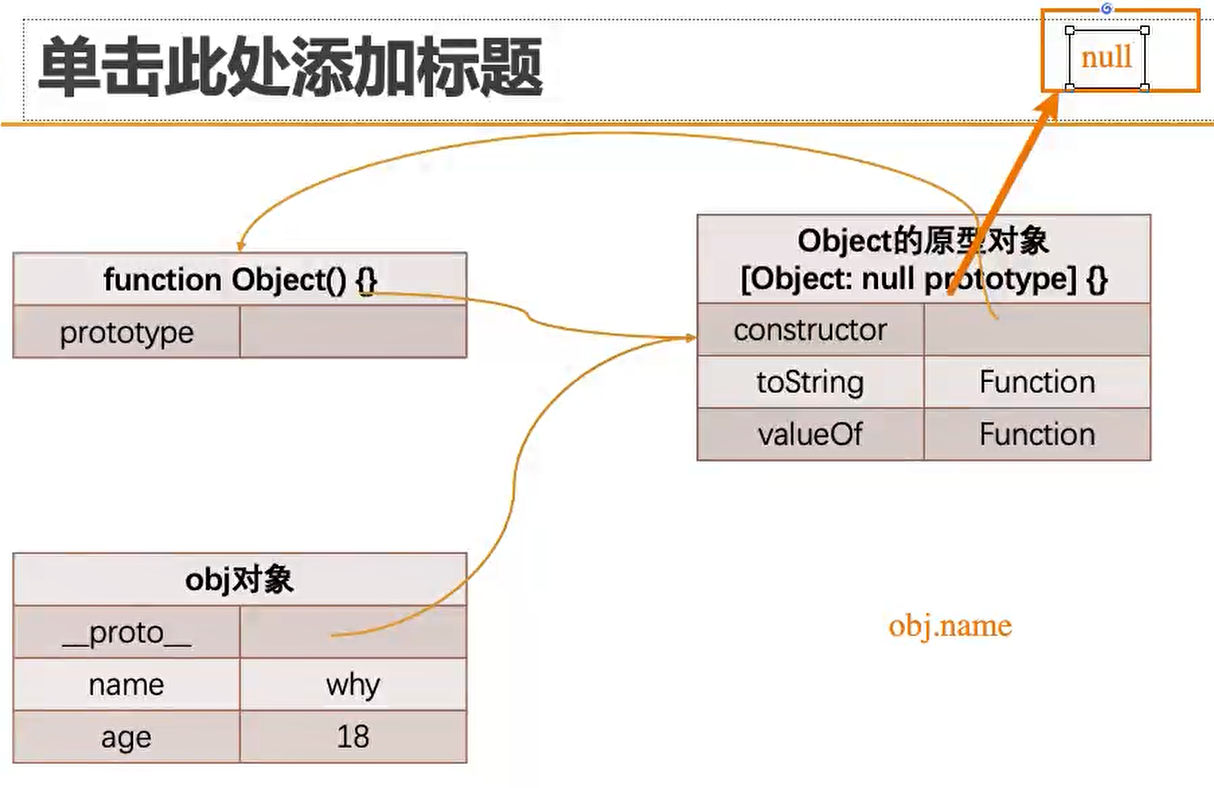 单击此处添加标题
null
function Object() {}
prototype
Object的原型对象
[Object: null prototype] {}
constructor
toString Function
valueOf Function
obj对象
__proto__
name why
age 18
obj.name